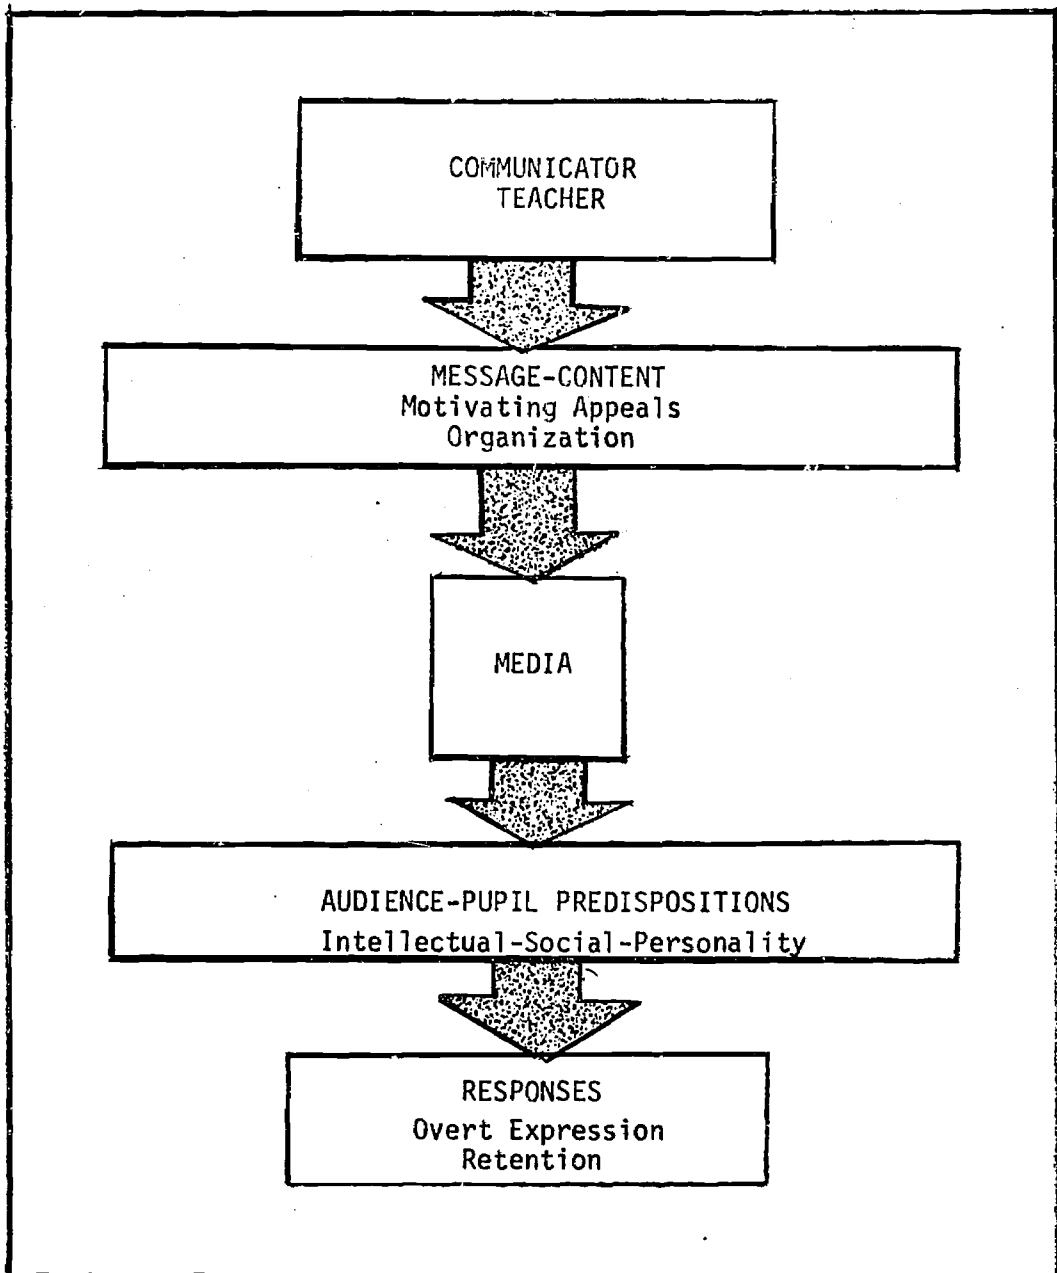 COMMUNICATOR
TEACHER
MESSAGE-CONTENT
Motivating Appeals
Organization
MEDIA
AUDIENCE-PUPIL PREDISPOSITIONS
Intellectual-Social-Personality
RESPONSES
Overt Expression
Retention